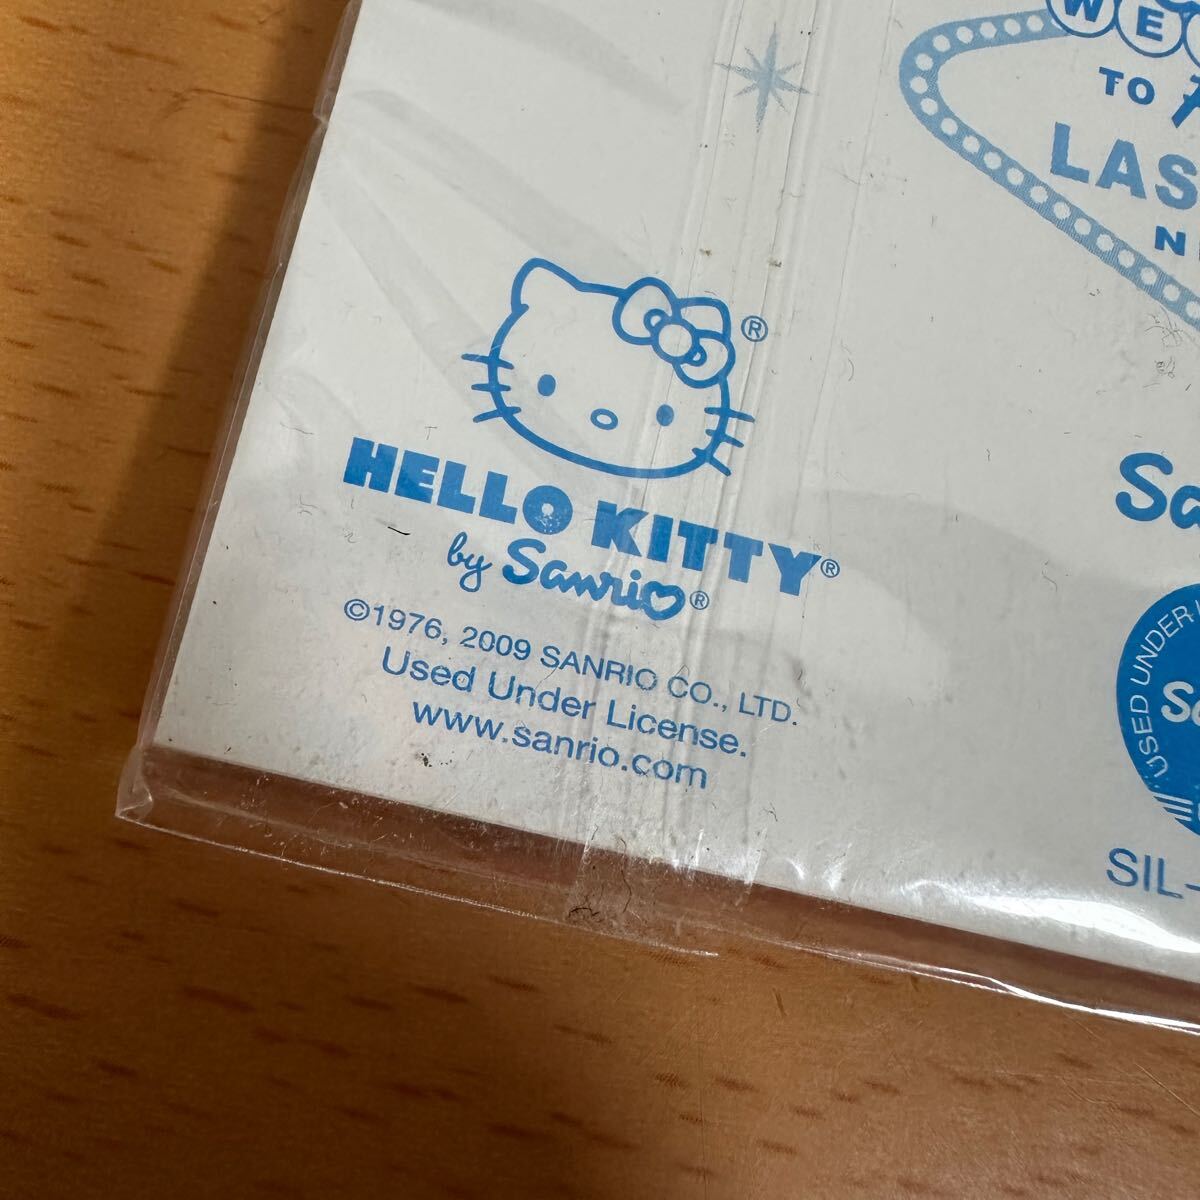 WE
TO
LAS
HELLO KITTY®
by Sanrio®
©1976, 2009 SANRIO CO., LTD.
Used Under License.
www.sanrio.com
USED UNDER
SIL-